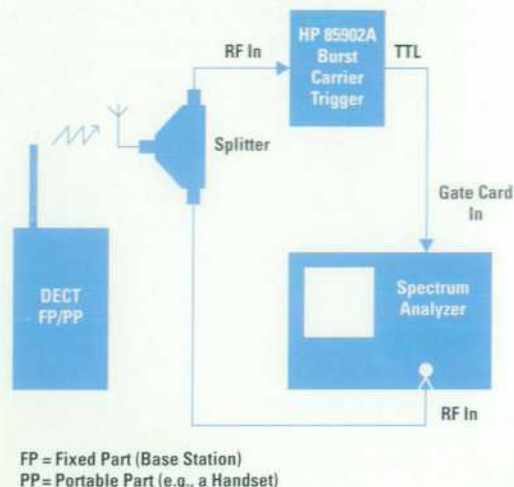 HP 85902A
Burst
Carrier
Trigger
RF In
TTL
Splitter
Gate Card
In
DECT
FP/PP
Spectrum
Analyzer
RF In
FP = Fixed Part (Base Station)
PP = Portable Part (e.g., a Handset)